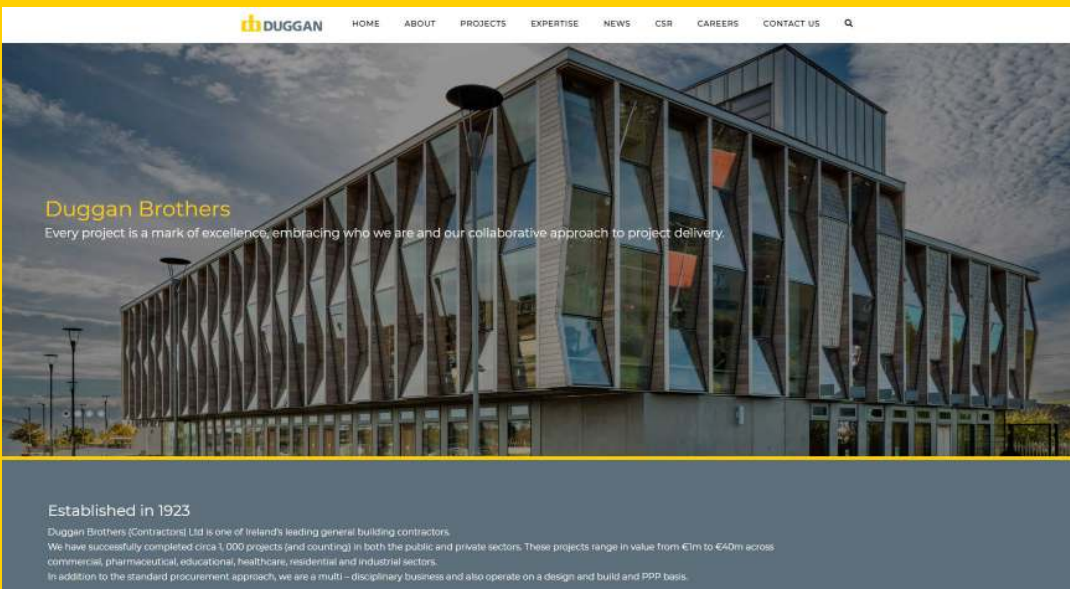 db DUGGAN HOME ABOUT PROJECTS EXPERTISE NEWS CSR CAREERS CONTACT US
Duggan Brothers
Every project is a mark of excellence, embracing who we are and our collaborative approach to project delivery.
Established in 1923
Duggan Brothers (Contractors) Ltd is one of Ireland's leading general building contractors.
We have successfully completed circa 1, 000 projects (and counting) in both the public and private sectors. These projects range in value from €1m to €40m across
commercial, pharmaceutical, educational, healthcare, residential and industrial sectors.
In addition to the standard procurement approach, we are a multi – disciplinary business and also operate on a design and build and PPP basis.